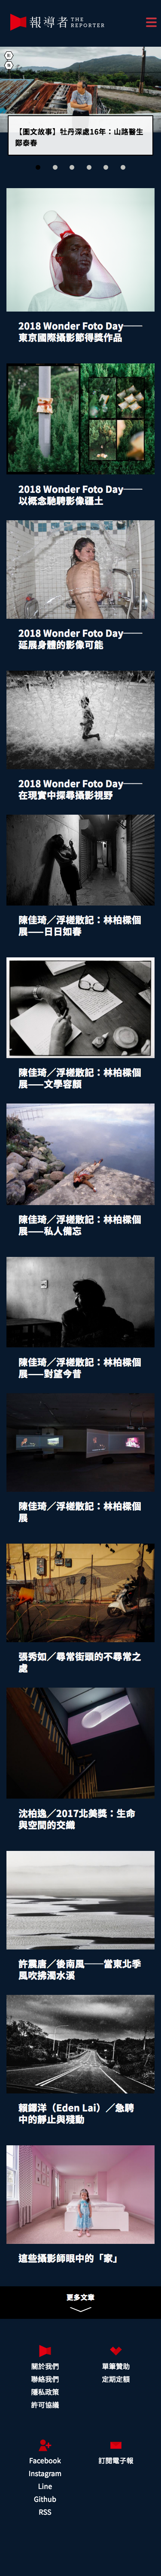 報導者 THE REPORTER
【圖文故事】牡丹深處16年：山路醫生
鄭春春
2018 Wonder Foto Day——
東京國際攝影節得獎作品
2018 Wonder Foto Day——
以概念馳騁影像疆土
2018 Wonder Foto Day——
延展身體的影像可能
2018 Wonder Foto Day——
在現實中探尋攝影視野
陳佳琦／浮槎散記：林柏樑個
展——日日如春
陳佳琦／浮槎散記：林柏樑個
展——文學容顏
陳佳琦／浮槎散記：林柏樑個
展——私人備忘
陳佳琦／浮槎散記：林柏樑個
展——對望今昔
陳佳琦／浮槎散記：林柏樑個
展
張秀如／尋常街頭的不尋常之
處
沈柏逸／2017北美獎：生命
與空間的交織
許震唐／後南風——當東北季
風吹拂濁水溪
賴鐸洋（Eden Lai）／急騁
中的靜止與殘動
這些攝影師眼中的「家」
更多文章
關於我們
聯絡我們
隱私政策
許可協議
單筆贊助
定期定額
Facebook
Instagram
Line
Github
RSS
訂閱電子報